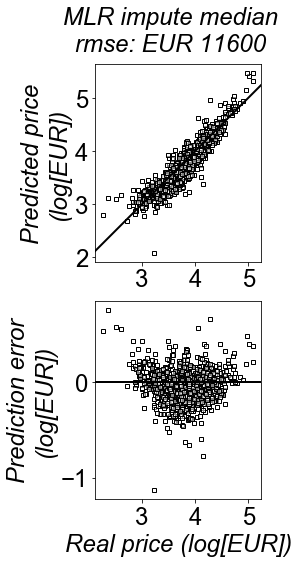 MLR impute median
rmse: EUR 11600
Predicted price
(log[EUR])
5
4
3
2
3 4 5
Prediction error
(log[EUR])
0
−1
3 4 5
Real price (log[EUR])